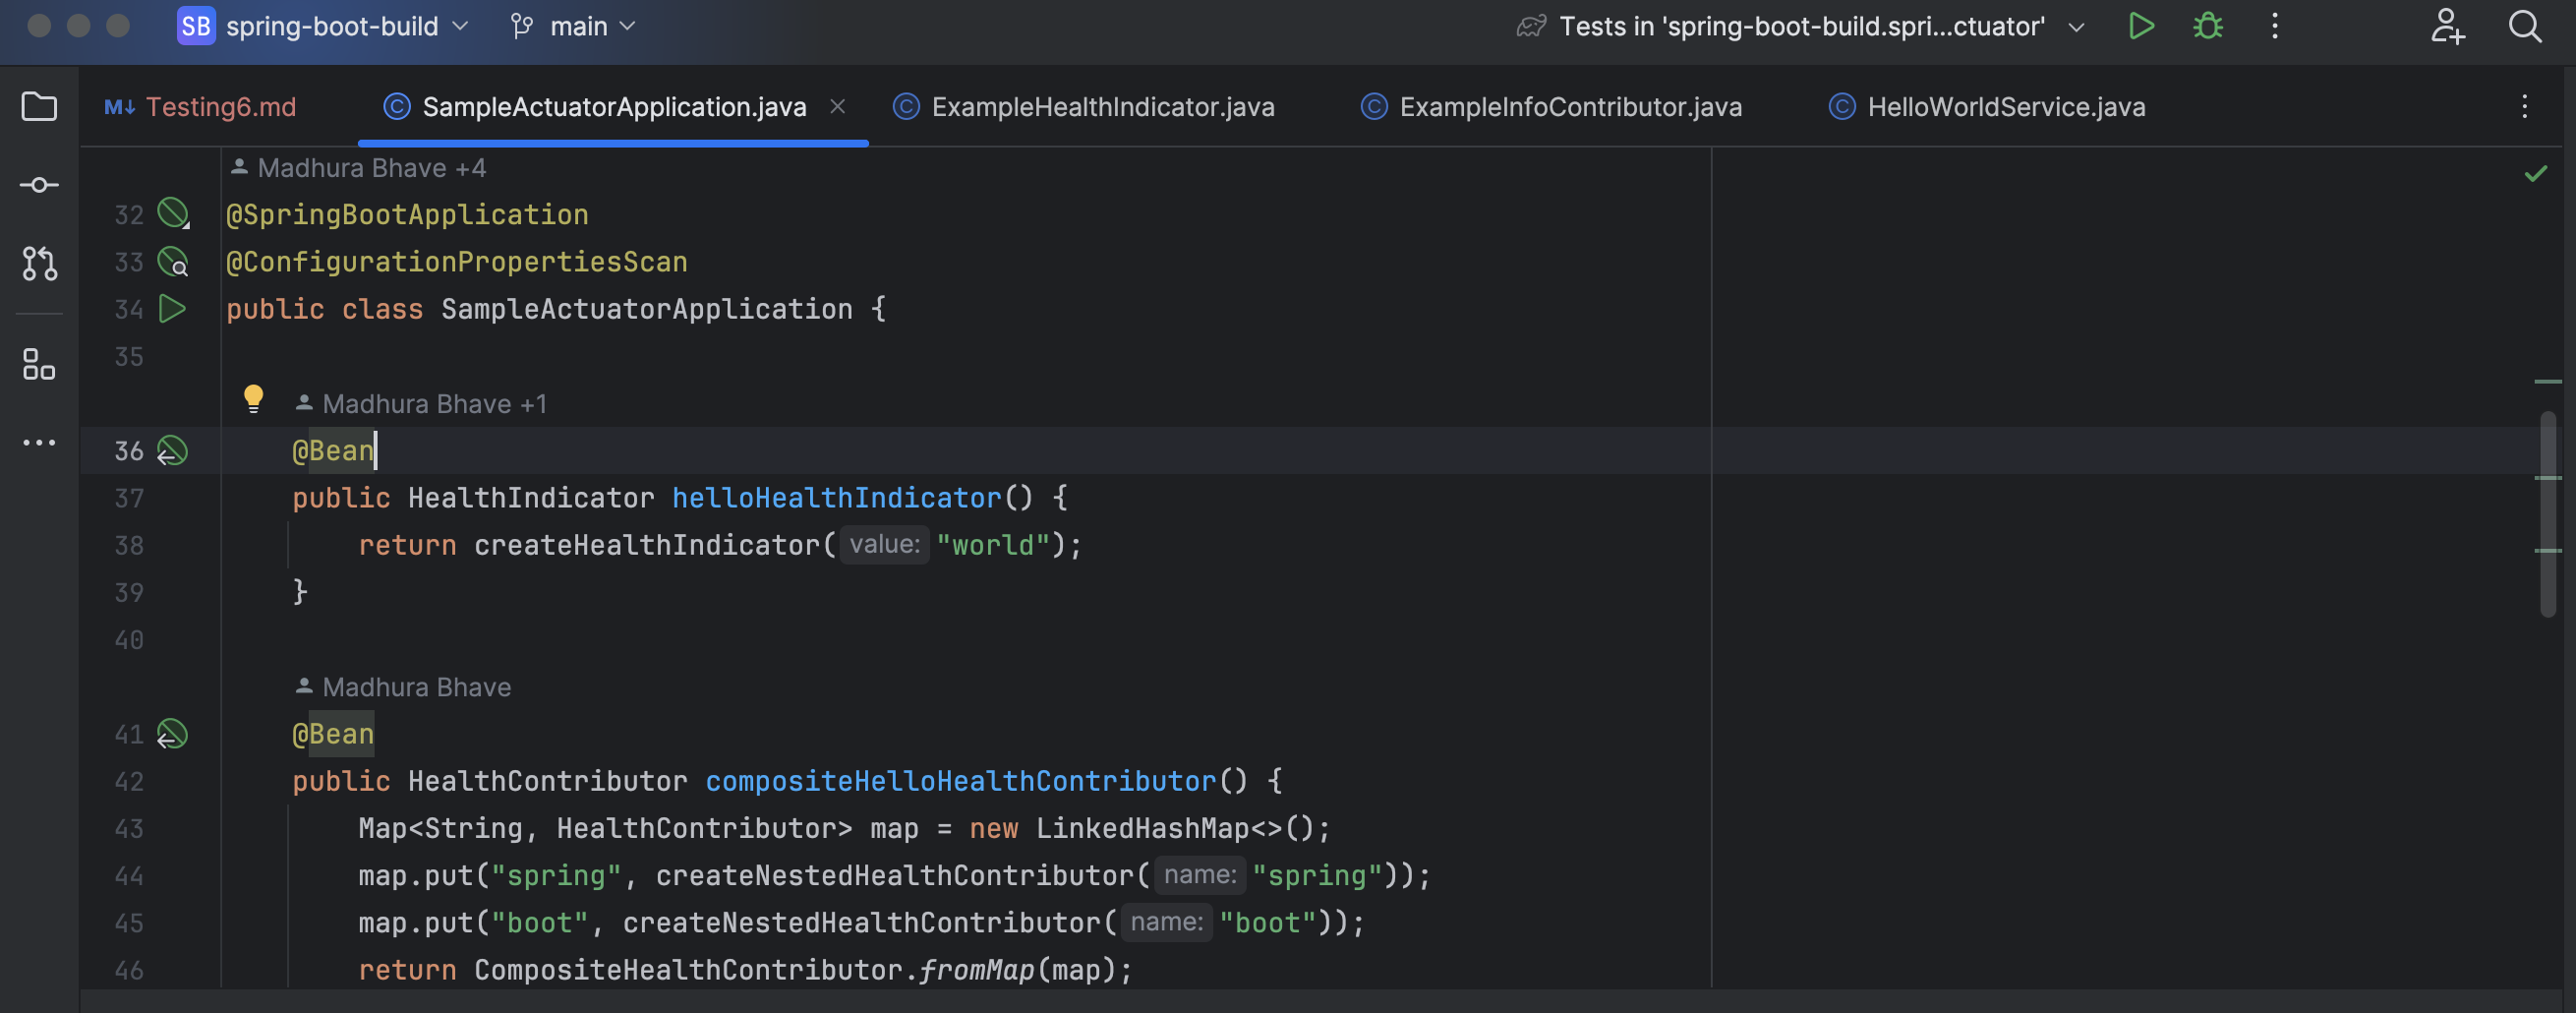 SB spring-boot-build main Tests in 'spring-boot-build.spri...ctuator'
M↓ Testing6.md C SampleActuatorApplication.java C ExampleHealthIndicator.java C ExampleInfoContributor.java C HelloWorldService.java
Madhura Bhave +4
32 @SpringBootApplication
33 @ConfigurationPropertiesScan
34 public class SampleActuatorApplication {
35
Madhura Bhave +1
36 @Bean
37 public HealthIndicator helloHealthIndicator() {
38 return createHealthIndicator( value: "world");
39 }
40
Madhura Bhave
41 @Bean
42 public HealthContributor compositeHelloHealthContributor() {
43 Map<String, HealthContributor> map = new LinkedHashMap<>();
44 map.put("spring", createNestedHealthContributor( name: "spring"));
45 map.put("boot", createNestedHealthContributor( name: "boot"));
46 return CompositeHealthContributor.fromMap(map);